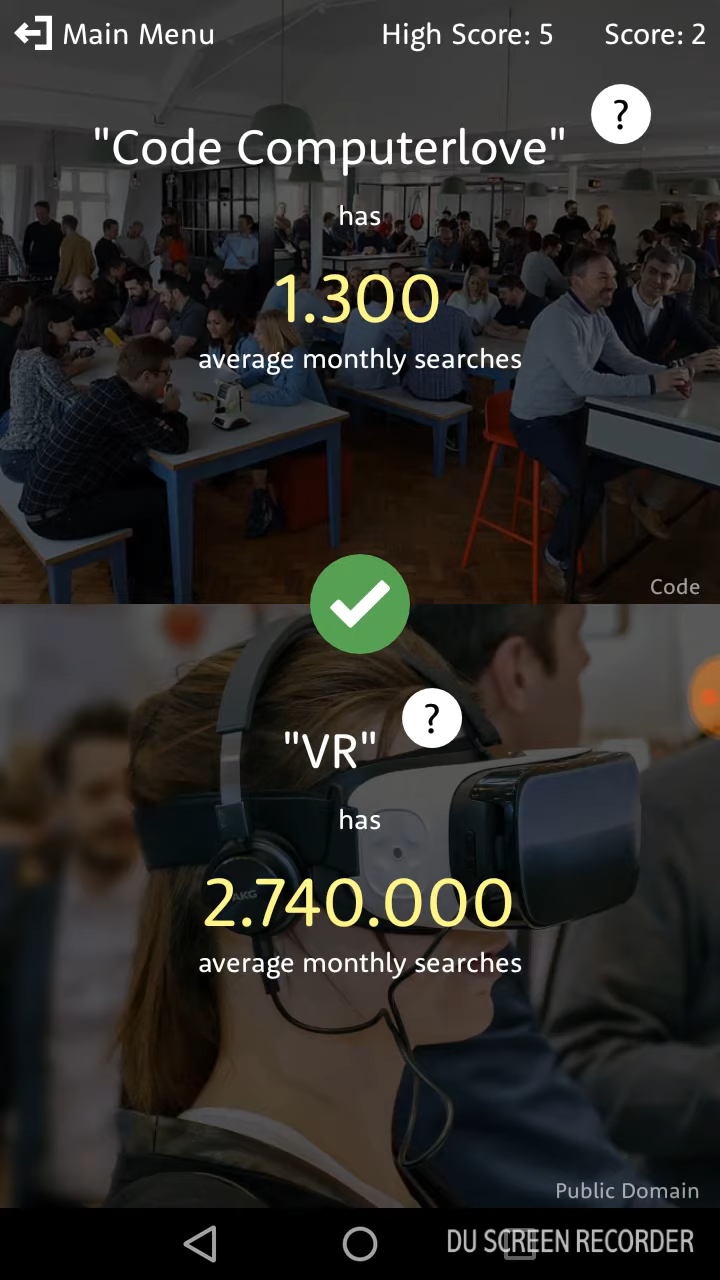 Main Menu
High Score: 5
Score: 2
?
"Code Computerlove"
has
1.300
average monthly searches
Code
?
"VR"
has
AKG
2.740.000
average monthly searches
Public Domain
DU SCREEN RECORDER